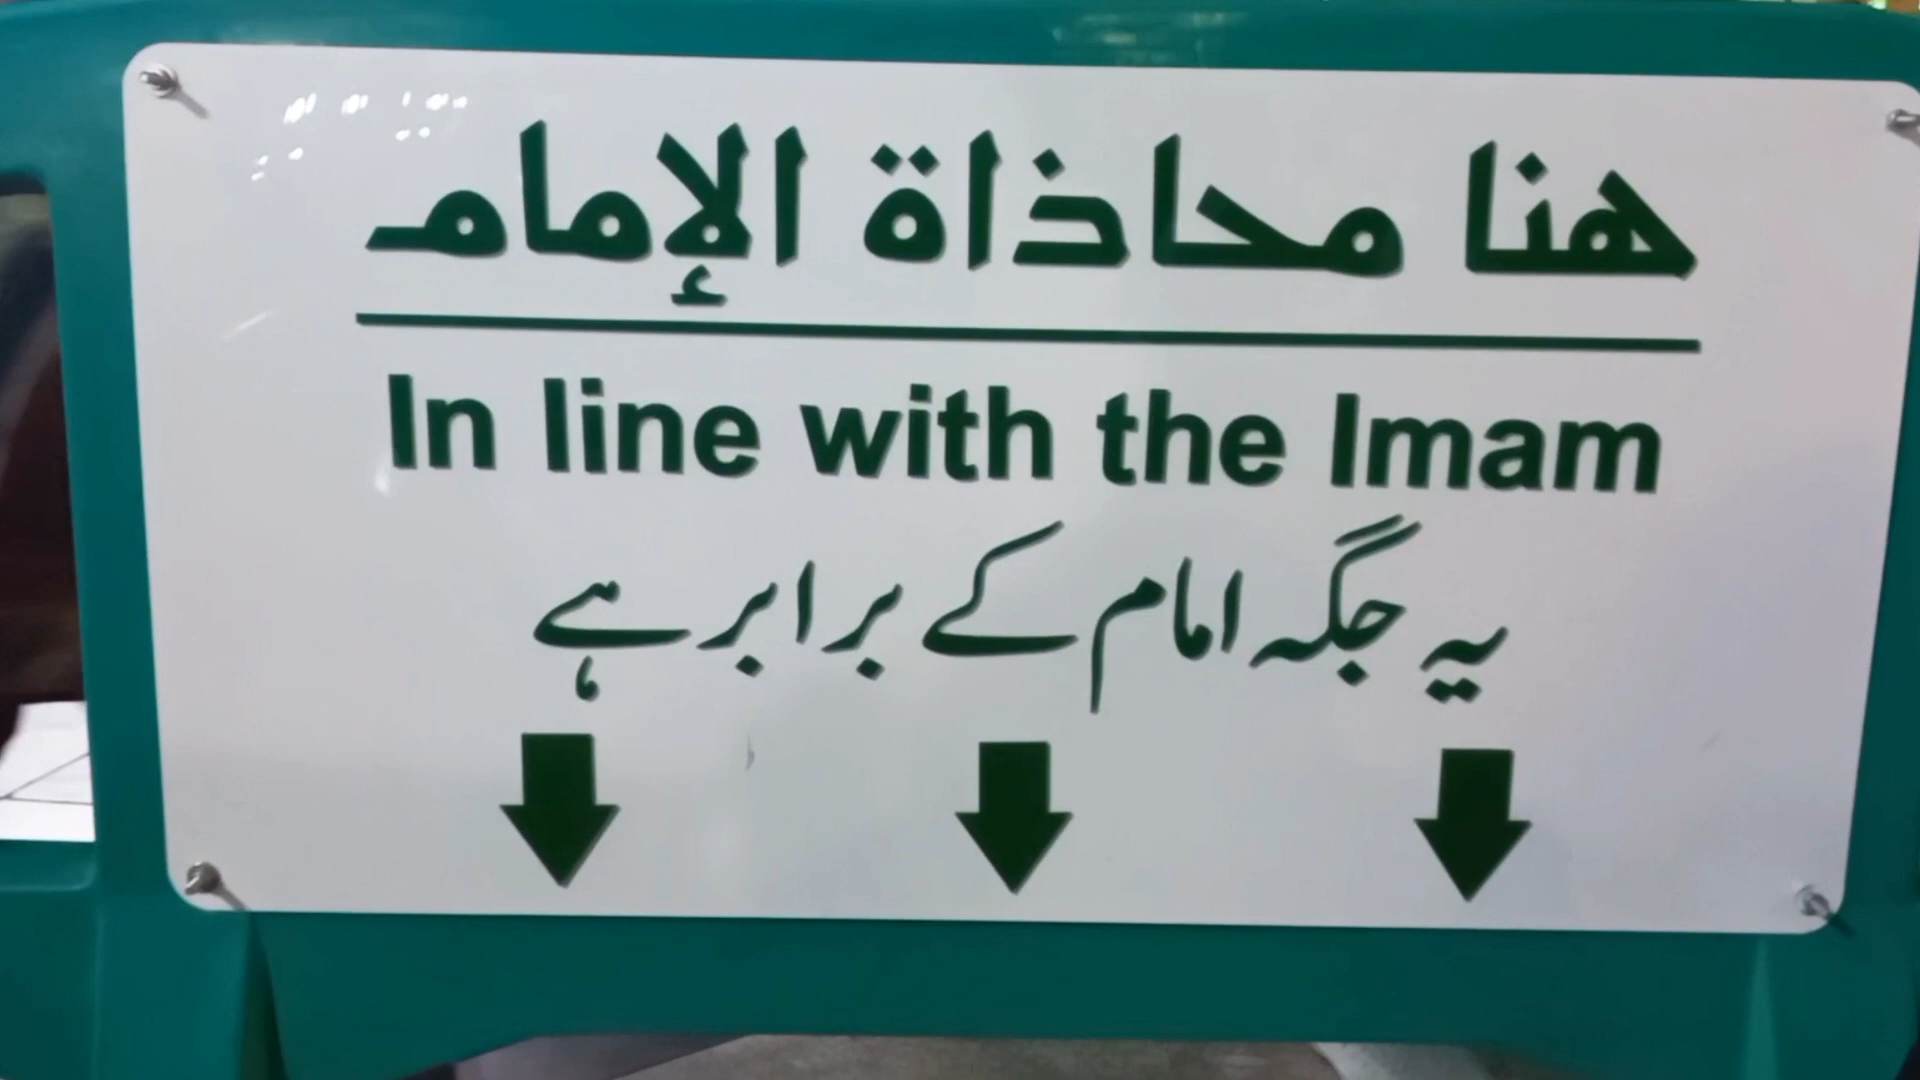 هنا محاذاة الإمام
In line with the Imam
یہ جگہ امام کے برابر ہے